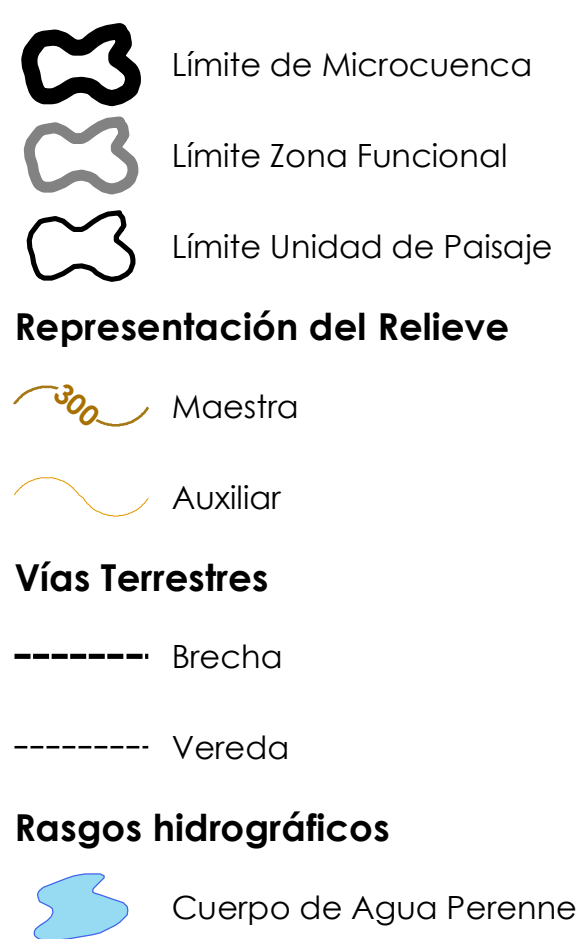 Límite de Microcuenca
Límite Zona Funcional
Límite Unidad de Paisaje
Representación del Relieve
300 Maestra
Auxiliar
Vías Terrestres
Brecha
Vereda
Rasgos hidrográficos
Cuerpo de Agua Perenne